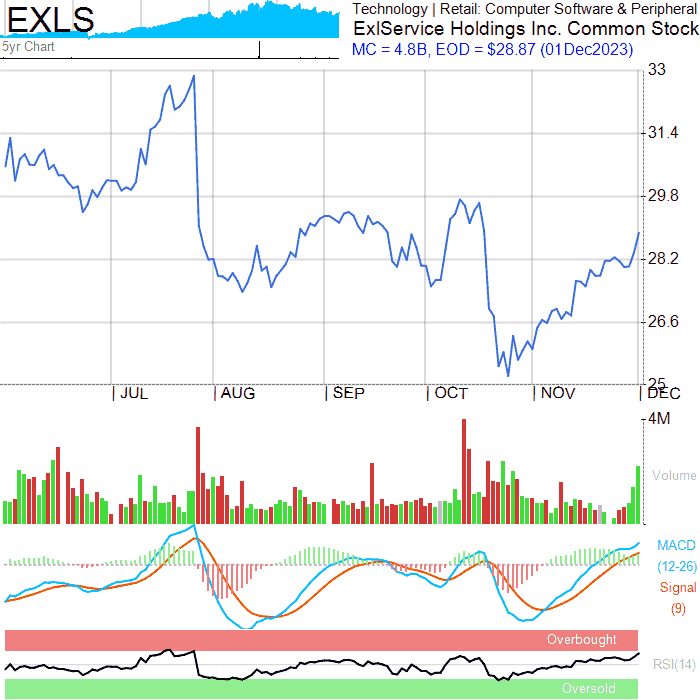 EXLS
5yr Chart
Technology | Retail: Computer Software & Peripheral
ExlService Holdings Inc. Common Stock
MC = 4.8B, EOD = $28.87 (01Dec2023)
33
31.4
29.8
28.2
26.6
25
JUL
AUG
SEP
OCT
NOV
DEC
4M
Volume
MACD
(12-26)
Signal
(9)
Overbought
RSI(14)
Oversold